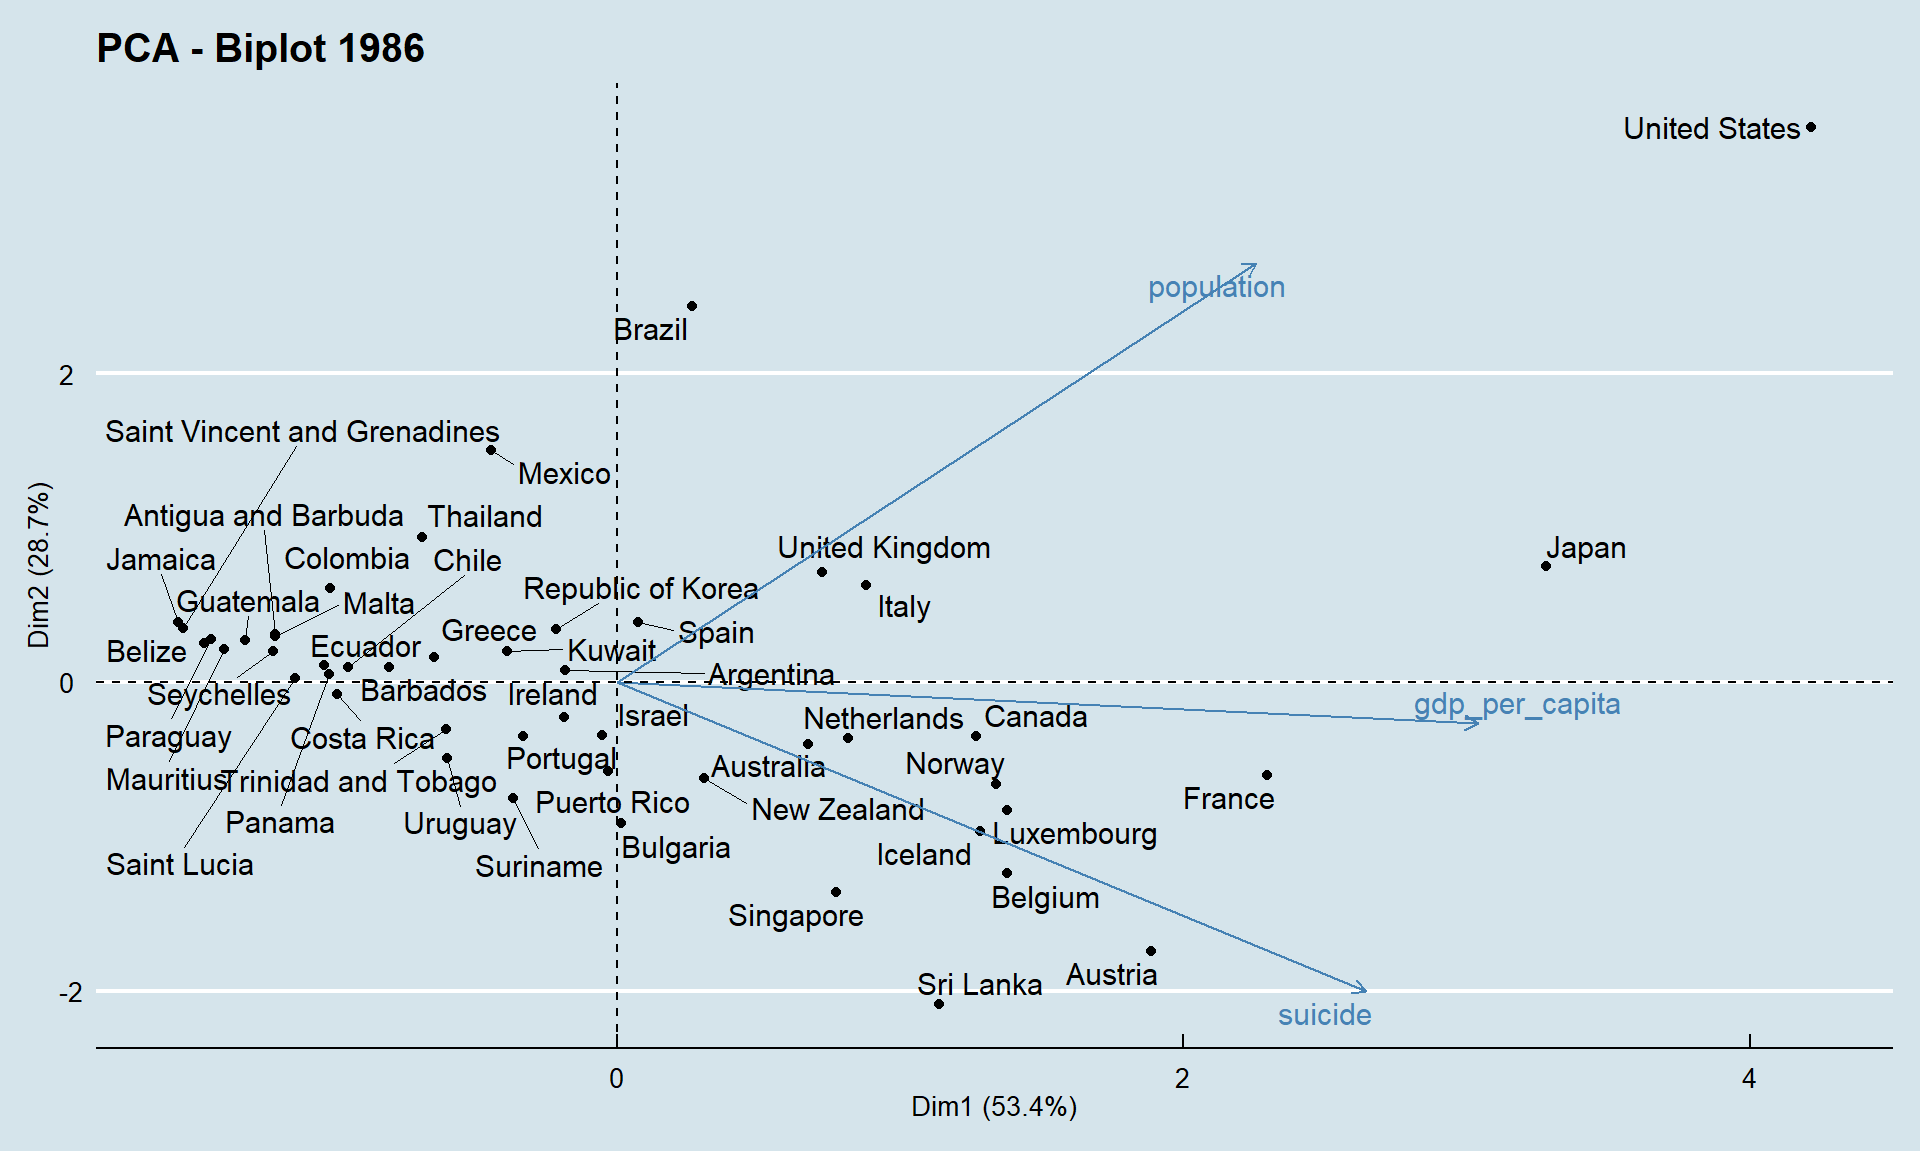 PCA - Biplot 1986
United States
population
Brazil
2
Saint Vincent and Grenadines
Mexico
Antigua and Barbuda
Thailand
United Kingdom
Japan
Jamaica
Colombia
Chile
Republic of Korea
Guatemala
Malta
Italy
Greece
Spain
Belize
Ecuador
Kuwait
Argentina
0
Seychelles
Barbados
Ireland
gdp_per_capita
Israel
Netherlands
Canada
Paraguay
Costa Rica
Portugal
Australia
Norway
Mauritius
Trinidad and Tobago
Puerto Rico
New Zealand
France
Panama
Uruguay
Bulgaria
Luxembourg
Saint Lucia
Suriname
Iceland
Belgium
Singapore
Austria
Sri Lanka
-2
suicide
0
2
4
Dim1 (53.4%)
Dim2 (28.7%)